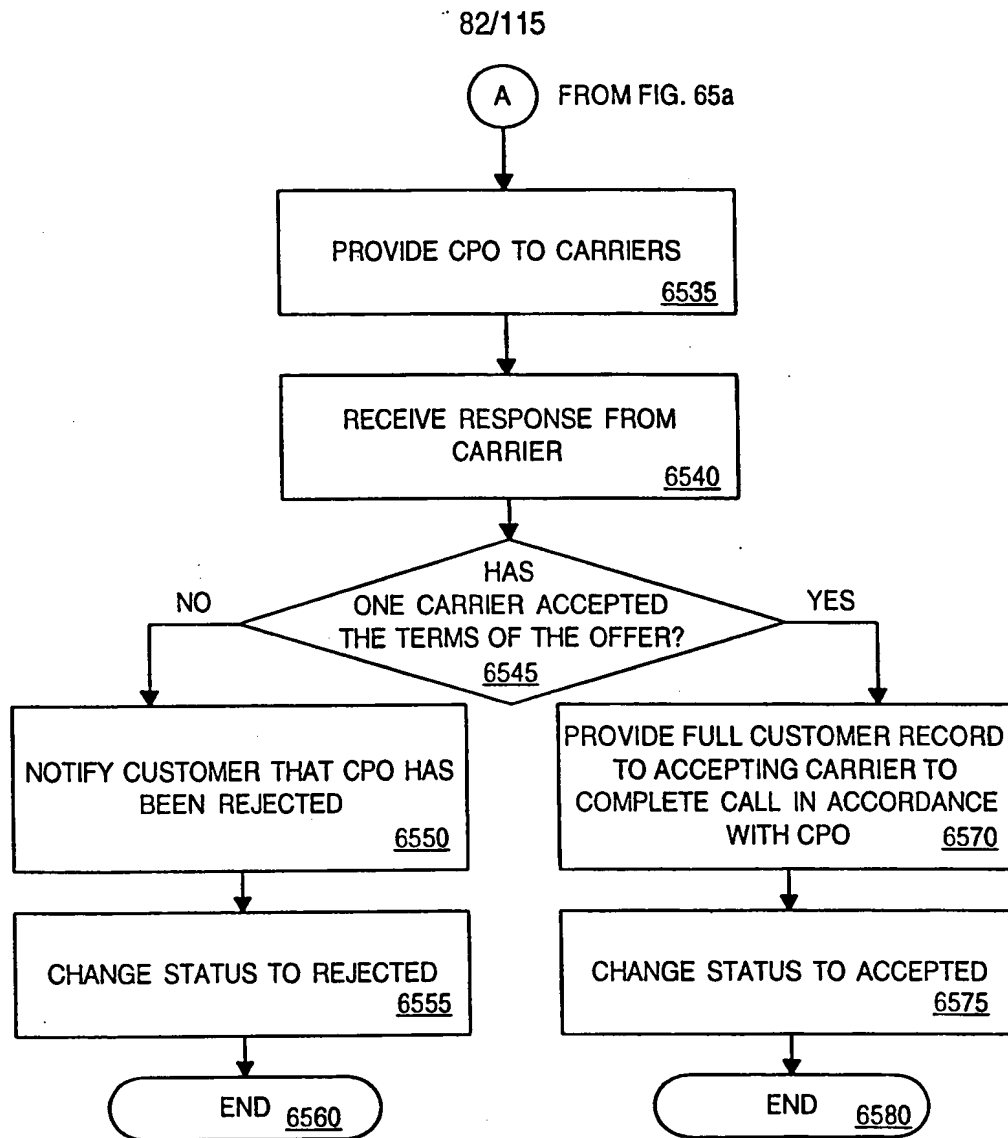 82/115
A FROM FIG. 65a
PROVIDE CPO TO CARRIERS
6535
RECEIVE RESPONSE FROM
CARRIER
6540
HAS
ONE CARRIER ACCEPTED
THE TERMS OF THE OFFER?
6545
NO
YES
NOTIFY CUSTOMER THAT CPO HAS
BEEN REJECTED
6550
PROVIDE FULL CUSTOMER RECORD
TO ACCEPTING CARRIER TO
COMPLETE CALL IN ACCORDANCE
WITH CPO 6570
CHANGE STATUS TO REJECTED
6555
CHANGE STATUS TO ACCEPTED
6575
END 6560
END 6580